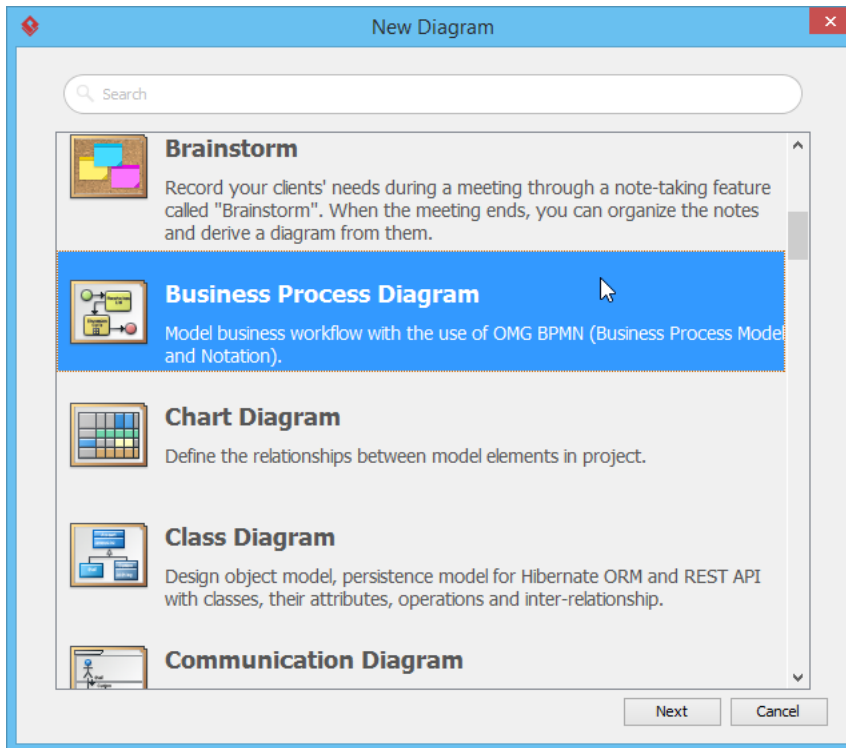 New Diagram
Search
Brainstorm
Record your clients' needs during a meeting through a note-taking feature
called "Brainstorm". When the meeting ends, you can organize the notes
and derive a diagram from them.
Business Process Diagram
Model business workflow with the use of OMG BPMN (Business Process Model
and Notation).
Chart Diagram
Define the relationships between model elements in project.
Class Diagram
Design object model, persistence model for Hibernate ORM and REST API
with classes, their attributes, operations and inter-relationship.
Communication Diagram
Next
Cancel